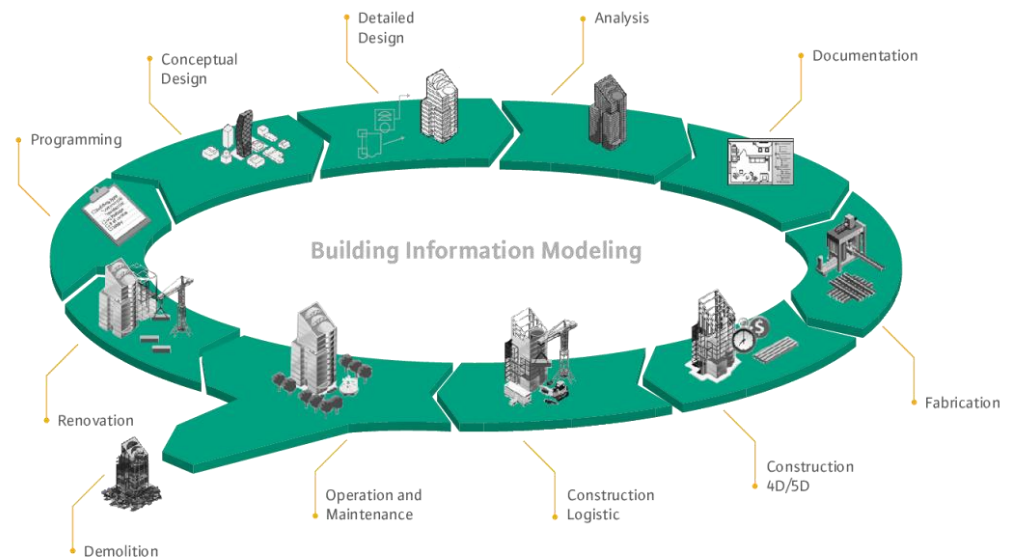 Detailed
Design
Analysis
Conceptual
Design
Documentation
Programming
Building Information Modeling
$
Renovation
Fabrication
Construction
4D/5D
Operation and
Maintenance
Construction
Logistic
Demolition